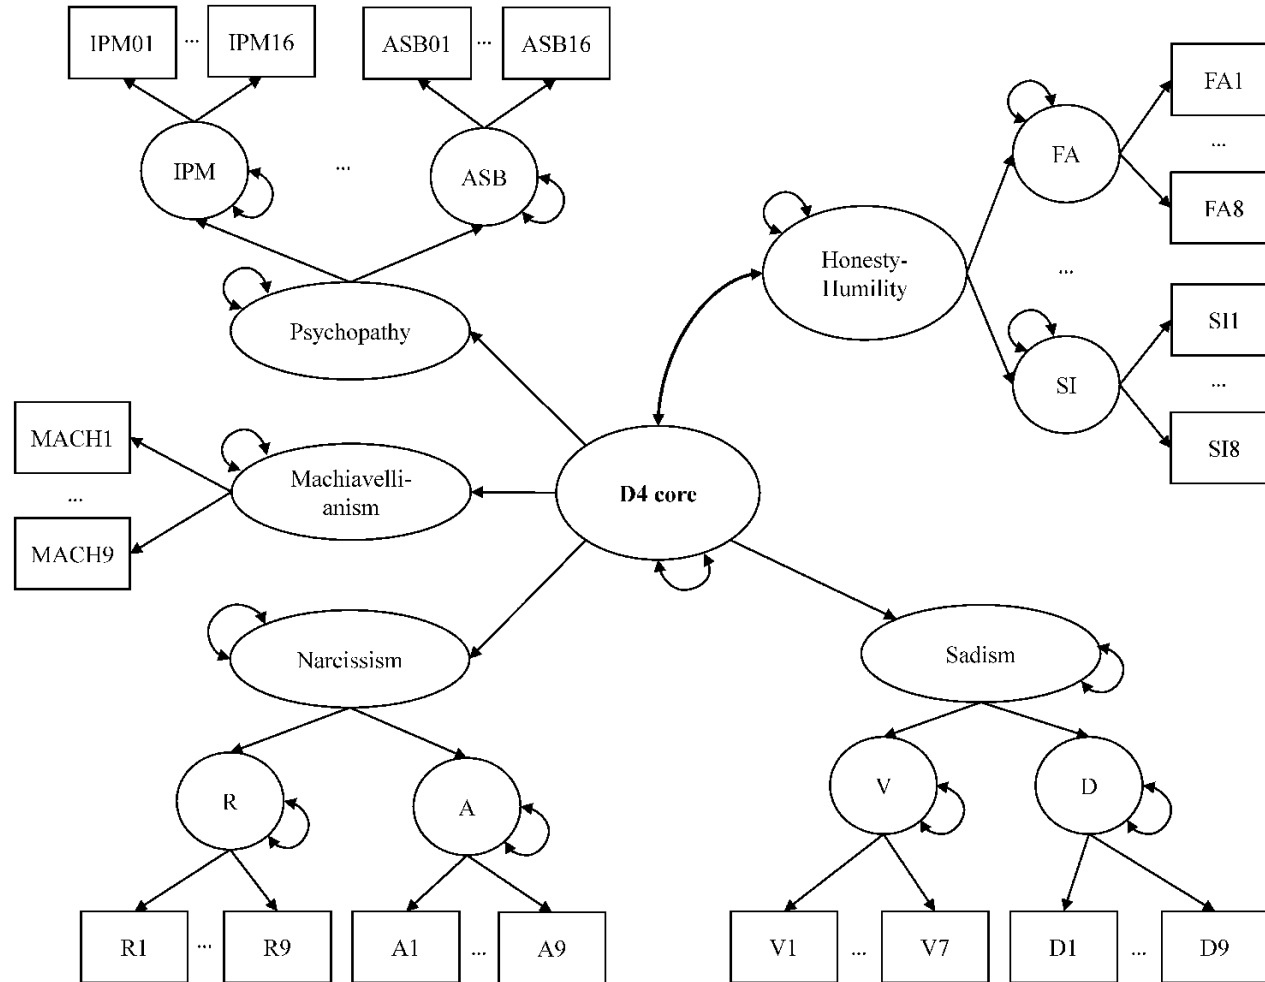 IPM01 ... IPM16
ASB01 ... ASB16
FA1
...
FA8
FA
IPM
...
ASB
Honesty-
Humility
...
SI1
...
SI8
SI
Psychopathy
MACH1
...
MACH9
Machiavelli-
anism
D4 core
Narcissism
Sadism
R
A
V
D
R1 ... R9
A1 ... A9
V1 ... V7
D1 ... D9